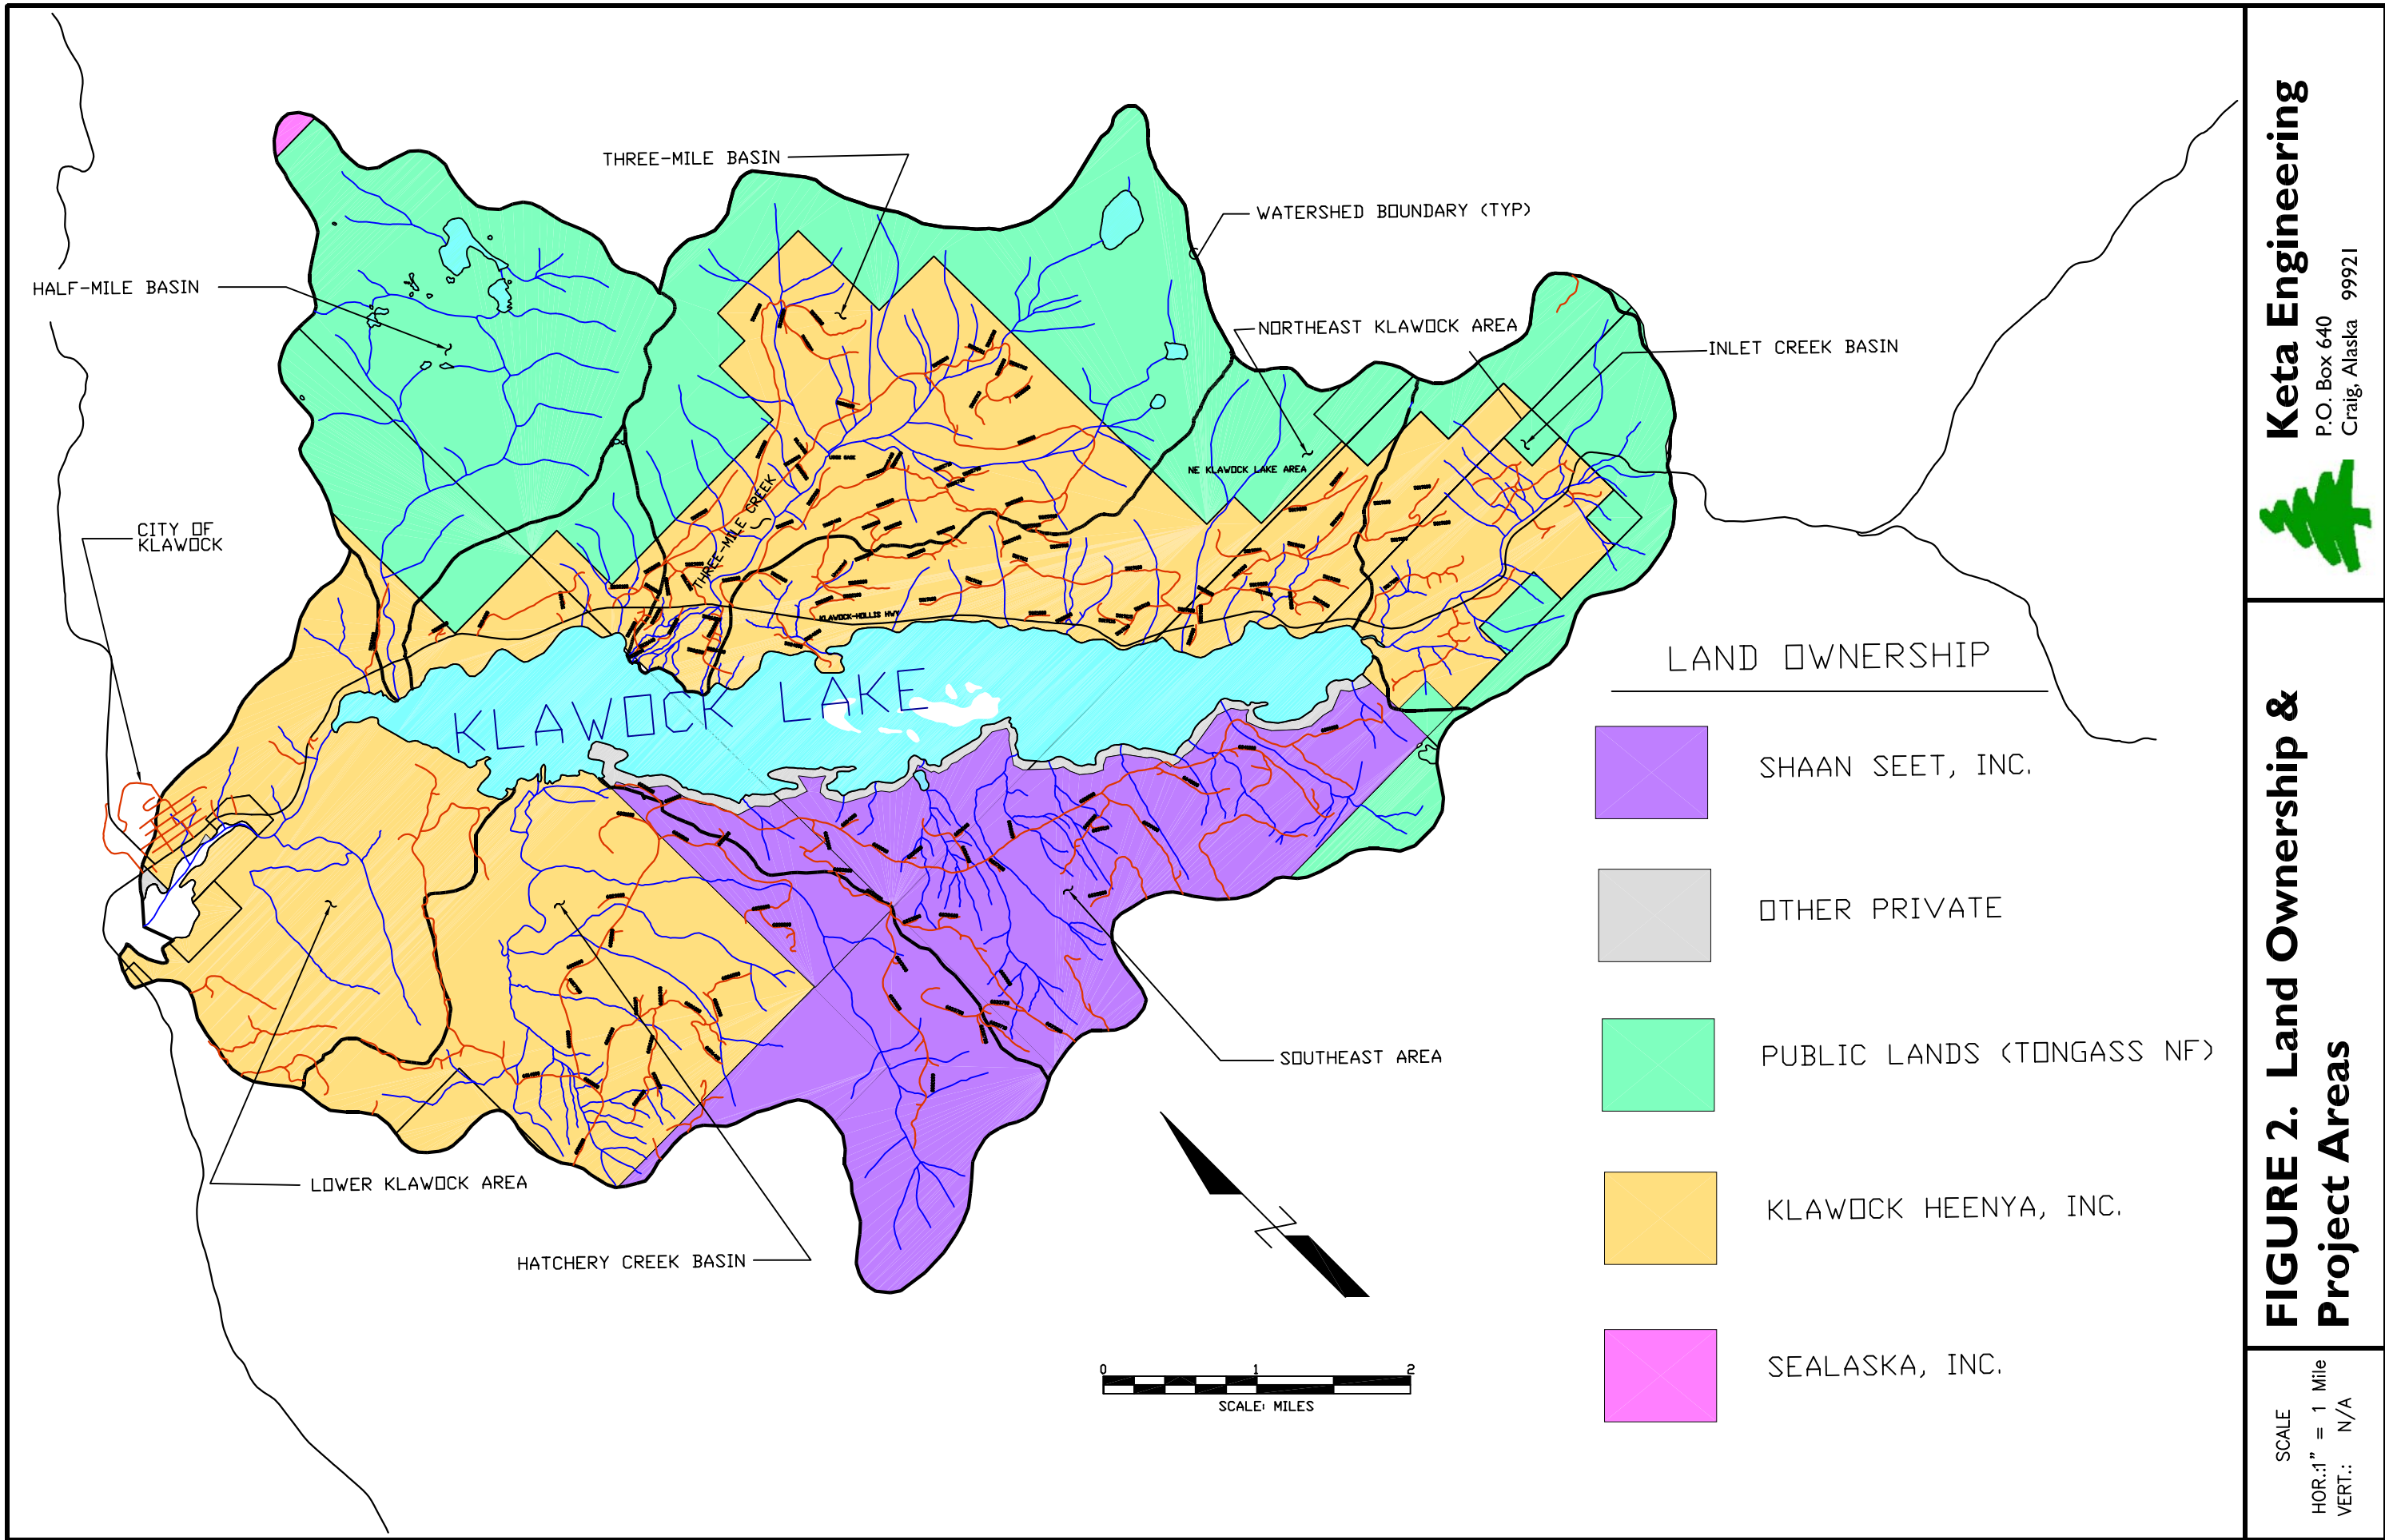 THREE-MILE BASIN
WATERSHED BOUNDARY (TYP)
HALF-MILE BASIN
NORTHEAST KLAWOCK AREA
INLET CREEK BASIN
NE KLAWOCK LAKE AREA
THREE-MILE CREEK
CITY OF
KLAWOCK
KLAWOCK-HOLLIS HWY
KLAWOCK LAKE
SOUTHEAST AREA
LOWER KLAWOCK AREA
HATCHERY CREEK BASIN
0 1 2
SCALE: MILES
LAND OWNERSHIP
SHAAN SEET, INC.
OTHER PRIVATE
PUBLIC LANDS (TONGASS NF)
KLAWOCK HEENYA, INC.
SEALASKA, INC.
Keta Engineering
P.O. Box 640
Craig, Alaska 99921
FIGURE 2. Land Ownership &
Project Areas
SCALE
HOR.:1" = 1 Mile
VERT.: N/A